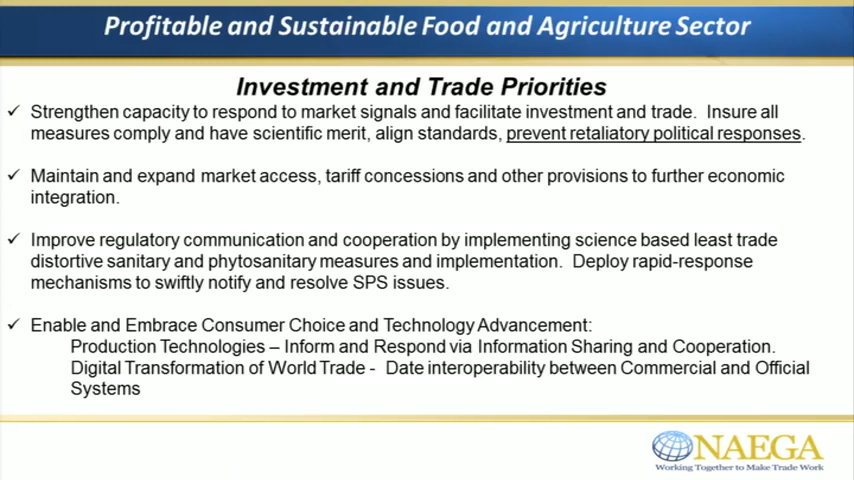 Profitable and Sustainable Food and Agriculture Sector
Investment and Trade Priorities
✓ Strengthen capacity to respond to market signals and facilitate investment and trade. Insure all
measures comply and have scientific merit, align standards, prevent retaliatory political responses.
✓ Maintain and expand market access, tariff concessions and other provisions to further economic
integration.
✓ Improve regulatory communication and cooperation by implementing science based least trade
distortive sanitary and phytosanitary measures and implementation. Deploy rapid-response
mechanisms to swiftly notify and resolve SPS issues.
✓ Enable and Embrace Consumer Choice and Technology Advancement:
Production Technologies – Inform and Respond via Information Sharing and Cooperation.
Digital Transformation of World Trade - Date interoperability between Commercial and Official
Systems
NAEGA
Working Together to Make Trade Work